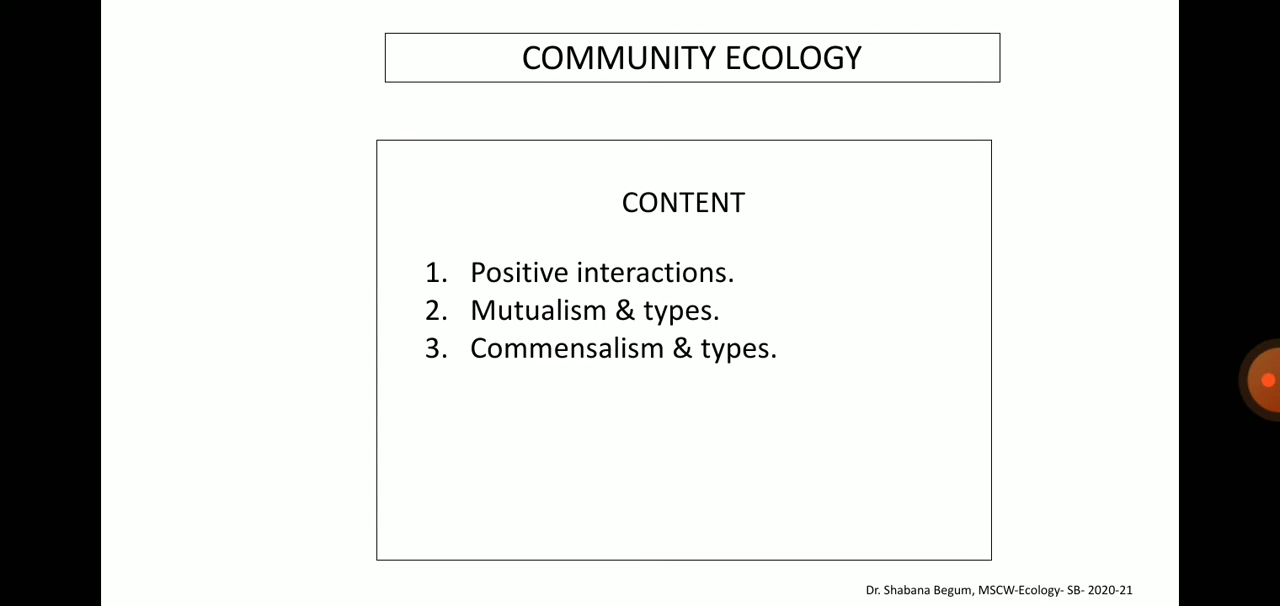 COMMUNITY ECOLOGY
CONTENT
1. Positive interactions.
2. Mutualism & types.
3. Commensalism & types.
Dr. Shabana Begum, MSCW-Ecology- SB- 2020-21